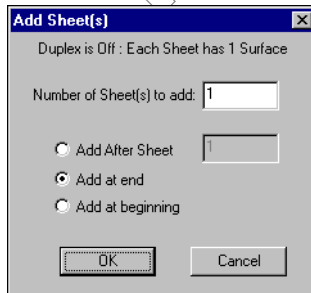 Add Sheet(s)
Duplex is Off : Each Sheet has 1 Surface
Number of Sheet(s) to add: 1
Add After Sheet 1
Add at end
Add at beginning
OK Cancel